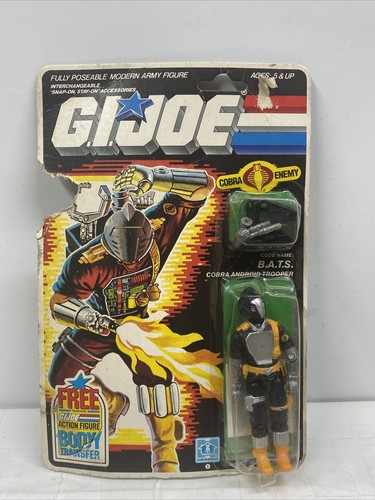 FULLY POSEABLE MODERN ARMY FIGURE
AGES: 5 & UP
INTERCHANGEABLE
"SNAP-ON, STAY-ON" ACCESSORIES
G.I.JOE
COBRA ENEMY
CODE NAME:
B.A.T.S.
COBRA ANDROID TROOPER
FREE
G.I.JOE
ACTION FIGURE
BODY
TRANSFER